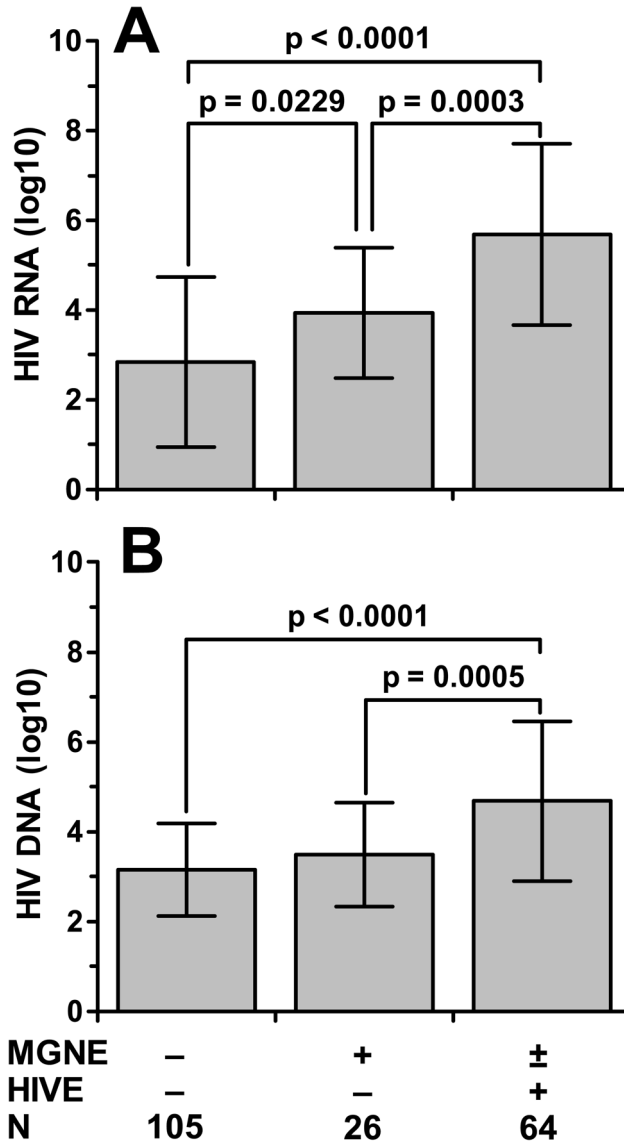 A
p < 0.0001
p = 0.0229 p = 0.0003
HIV RNA (log10)
10
8
6
4
2
0
B
p < 0.0001
p = 0.0005
HIV DNA (log10)
10
8
6
4
2
0
MGNE – + ±
HIVE – – +
N 105 26 64